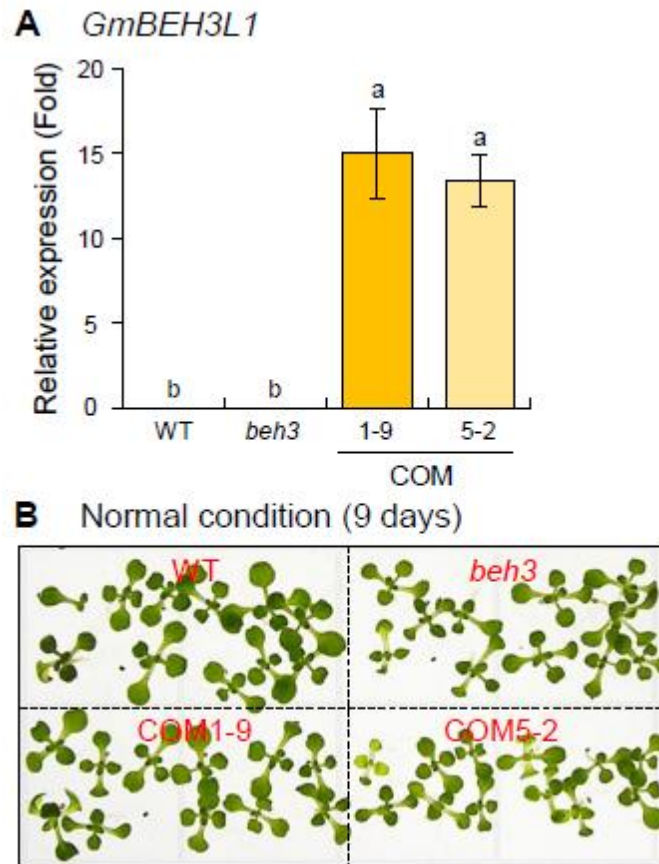 A GmBEH3L1
Relative expression (Fold)
20
15
10
5
0
b
b
a
a
WT
beh3
1-9
5-2
COM
B Normal condition (9 days)
WT
beh3
COM1-9
COM5-2